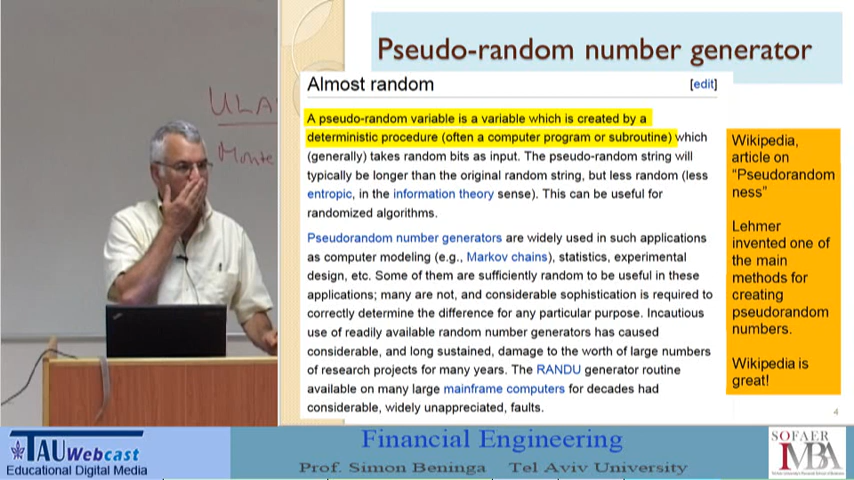 ULA
Monte
Pseudo-random number generator
Almost random [edit]
A pseudo-random variable is a variable which is created by a
deterministic procedure (often a computer program or subroutine) which
(generally) takes random bits as input. The pseudo-random string will
typically be longer than the original random string, but less random (less
entropic, in the information theory sense). This can be useful for
randomized algorithms.
Pseudorandom number generators are widely used in such applications
as computer modeling (e.g., Markov chains), statistics, experimental
design, etc. Some of them are sufficiently random to be useful in these
applications; many are not, and considerable sophistication is required to
correctly determine the difference for any particular purpose. Incautious
use of readily available random number generators has caused
considerable, and long sustained, damage to the worth of large numbers
of research projects for many years. The RANDU generator routine
available on many large mainframe computers for decades had
considerable, widely unappreciated, faults.
Wikipedia,
article on
"Pseudorandom
ness"
Lehmer
invented one of
the main
methods for
creating
pseudorandom
numbers.
Wikipedia is
great!
4
TAU Webcast
Educational Digital Media
Financial Engineering
Prof. Simon Beninga Tel Aviv University
SOFAER
IMBA